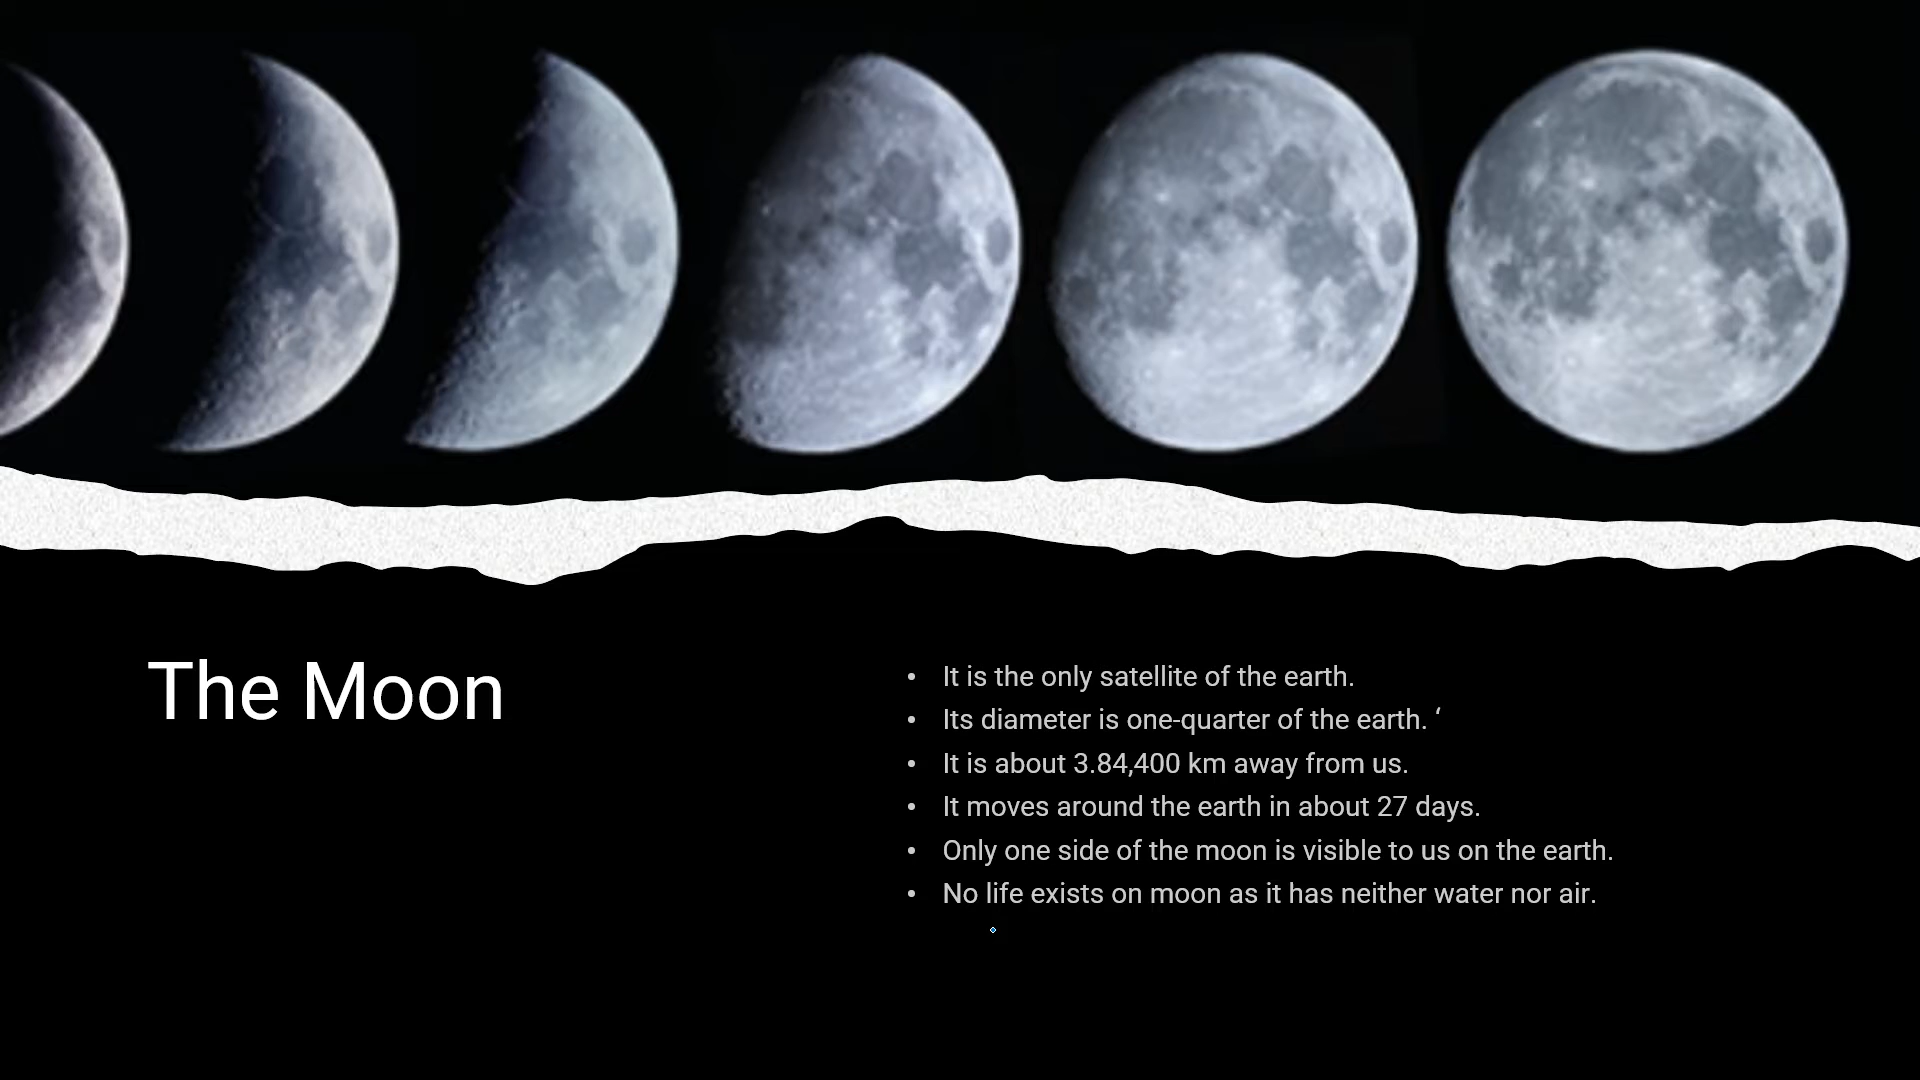 The Moon
• It is the only satellite of the earth.
• Its diameter is one-quarter of the earth. ‘
• It is about 3.84,400 km away from us.
• It moves around the earth in about 27 days.
• Only one side of the moon is visible to us on the earth.
• No life exists on moon as it has neither water nor air.